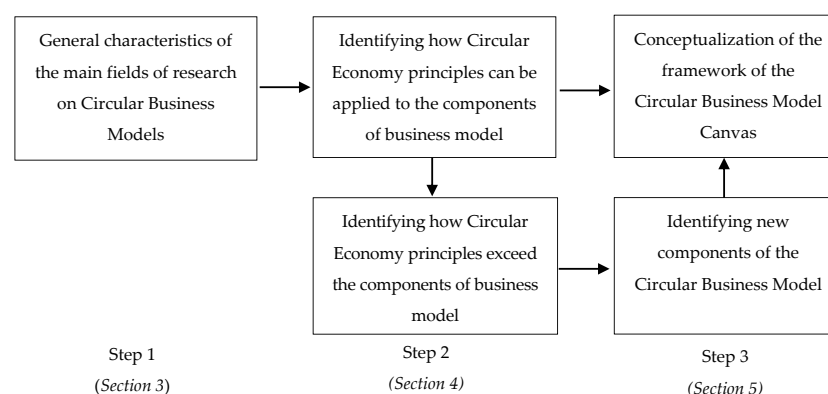 General characteristics of
the main fields of research
on Circular Business
Models
Identifying how Circular
Economy principles can be
applied to the components
of business model
Conceptualization of the
framework of the
Circular Business Model
Canvas
Identifying how Circular
Economy principles exceed
the components of business
model
Identifying new
components of the
Circular Business Model
Step 1
(Section 3)
Step 2
(Section 4)
Step 3
(Section 5)